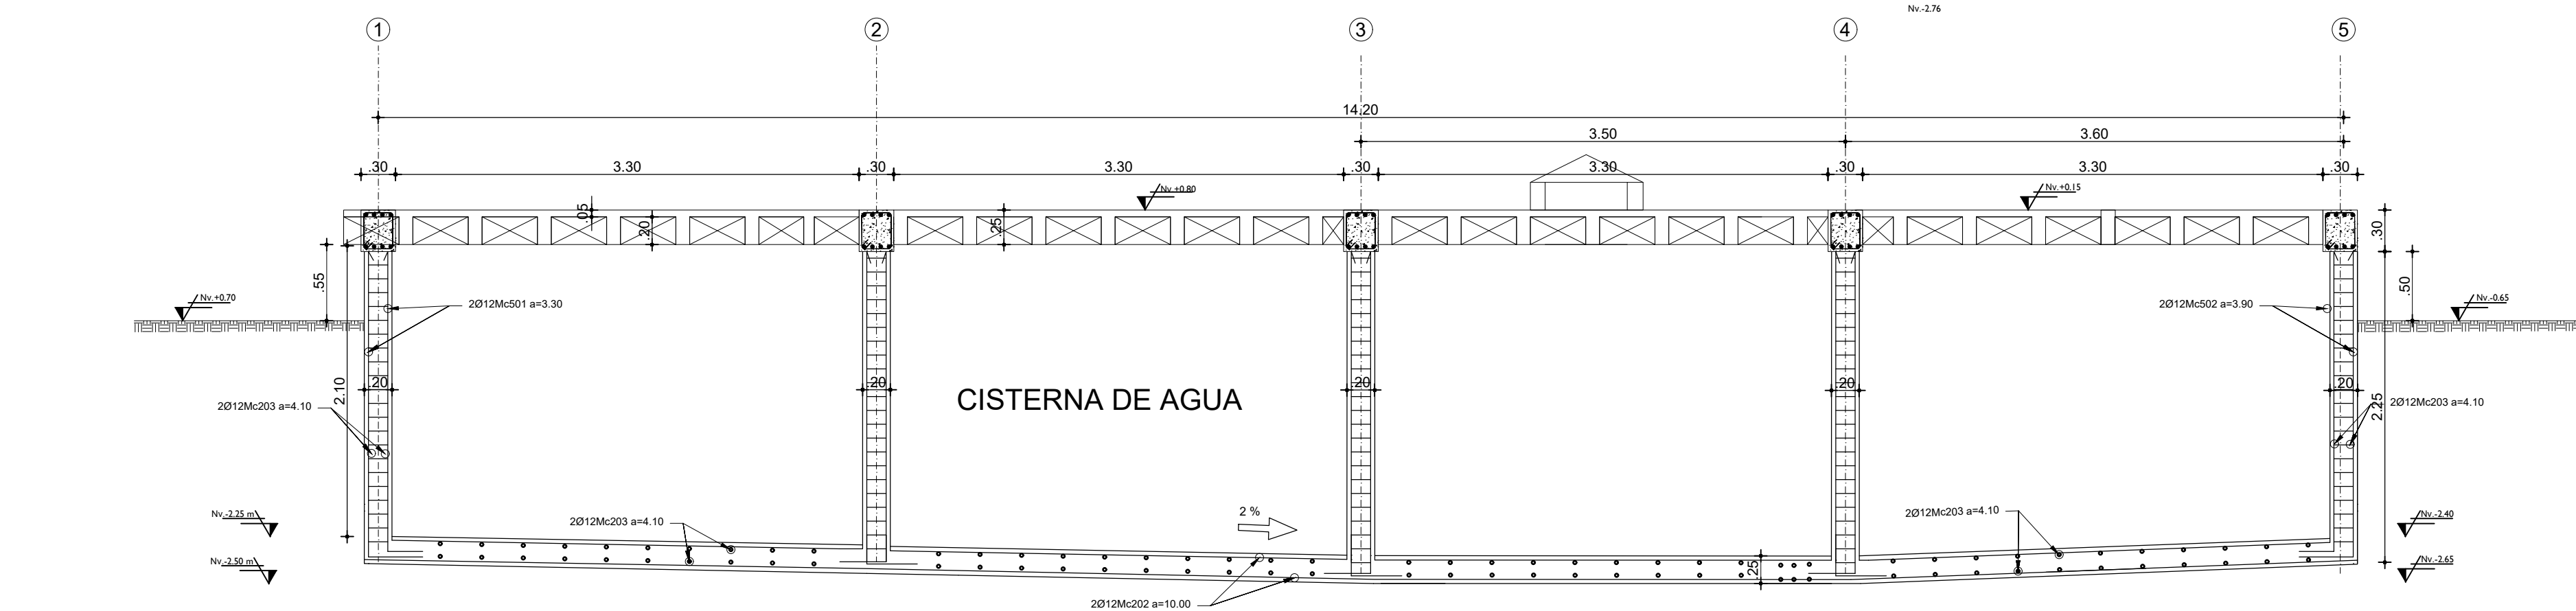 Nv.-2.76
1
2
3
4
5
14.20
3.50
3.60
.30
3.30
.30
3.30
.30
3.30
.30
3.30
.30
Nv.+0.80
Nv.+0.15
.05
.20
.25
.30
.55
.50
Nv.+0.70
Nv.-0.65
2Ø12Mc501 a=3.30
2Ø12Mc502 a=3.90
2.10
.20
.20
.20
.20
.20
CISTERNA DE AGUA
2Ø12Mc203 a=4.10
2Ø12Mc203 a=4.10
2.25
Nv.-2.25 m
2 %
2Ø12Mc203 a=4.10
2Ø12Mc203 a=4.10
Nv.-2.40
Nv.-2.50 m
.25
Nv.-2.65
2Ø12Mc202 a=10.00